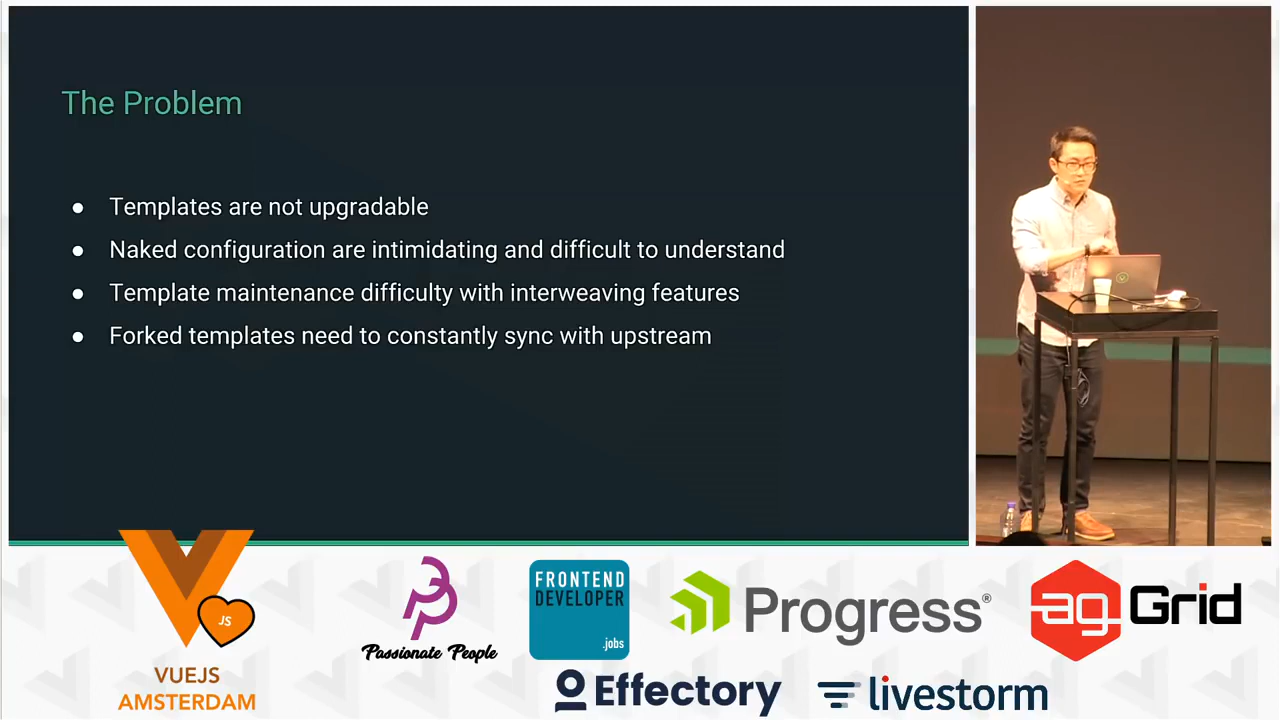 The Problem
● Templates are not upgradable
● Naked configuration are intimidating and difficult to understand
● Template maintenance difficulty with interweaving features
● Forked templates need to constantly sync with upstream
JS
VUEJS
AMSTERDAM
Passionate People
FRONTEND
DEVELOPER
.jobs
Progress®
ag Grid
Effectory
livestorm